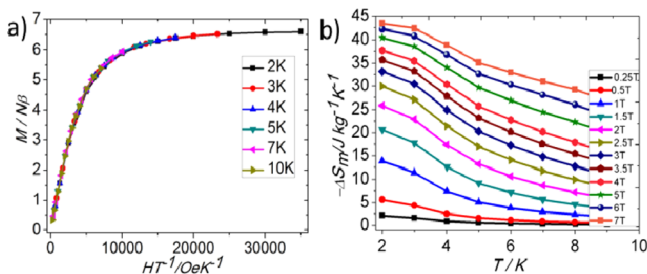 a)
M / Nβ
7
6
5
4
3
2
1
0
0 10000 20000 30000
HT⁻¹/OeK⁻¹
2K
3K
4K
5K
7K
10K
b)
-ΔSm/J kg⁻¹K⁻¹
45
40
35
30
25
20
15
10
5
0
2 4 6 8 10
T / K
0.25T
0.5T
1T
1.5T
2T
2.5T
3T
3.5T
4T
5T
6T
7T